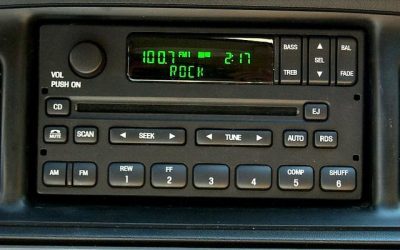 100.7 FM1 2:17
ROCK
BASS SEL BAL
TREB FADE
VOL
PUSH ON
CD EJ
MUTE SCAN SEEK TUNE AUTO RDS
AM FM
REW FF COMP SHUFF
1 2 3 4 5 6